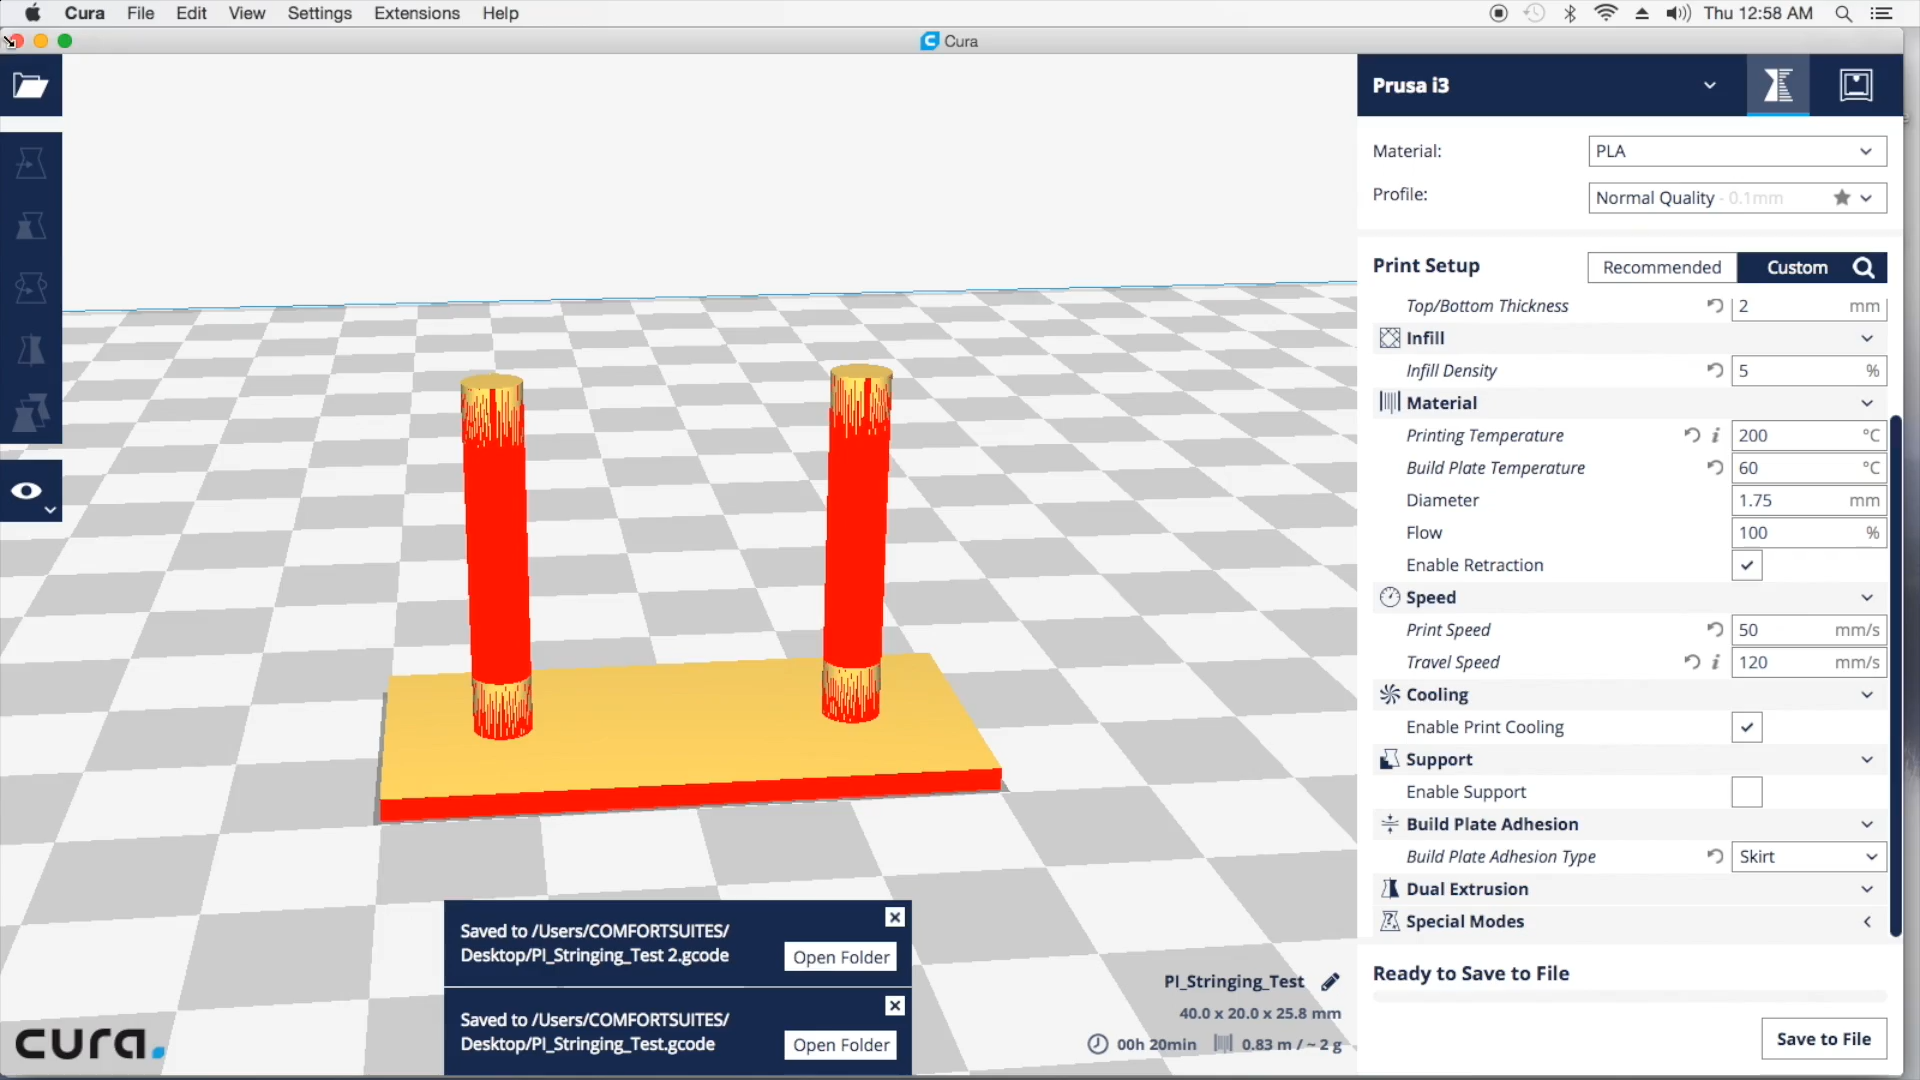 Cura File Edit View Settings Extensions Help
Thu 12:58 AM
Cura
Prusa i3
Material: PLA
Profile: Normal Quality - 0.1mm
Print Setup Recommended Custom
Top/Bottom Thickness 2 mm
Infill
Infill Density 5 %
Material
Printing Temperature i 200 °C
Build Plate Temperature 60 °C
Diameter 1.75 mm
Flow 100 %
Enable Retraction
Speed
Print Speed 50 mm/s
Travel Speed i 120 mm/s
Cooling
Enable Print Cooling
Support
Enable Support
Build Plate Adhesion
Build Plate Adhesion Type Skirt
Dual Extrusion
Special Modes
Ready to Save to File
Save to File
Saved to /Users/COMFORTSUITES/
Desktop/PI_Stringing_Test 2.gcode
Open Folder
Saved to /Users/COMFORTSUITES/
Desktop/PI_Stringing_Test.gcode
Open Folder
PI_Stringing_Test
40.0 x 20.0 x 25.8 mm
00h 20min 0.83 m / ~ 2 g
cura.